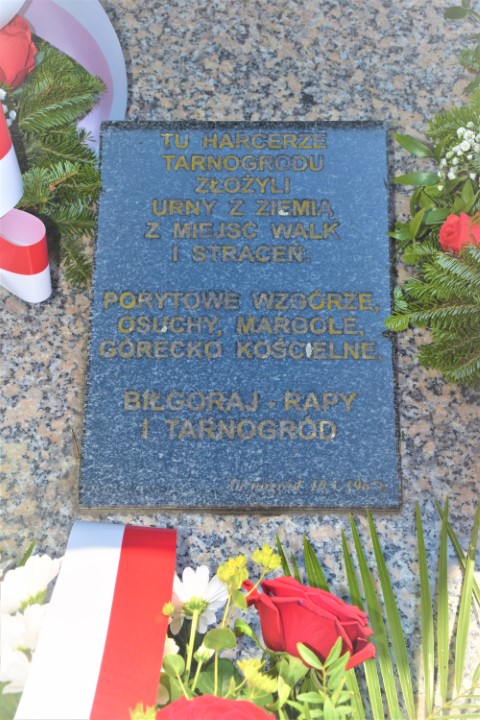 TU HARCERZE
TARNOGRODU
ZŁOŻYLI
URNY Z ZIEMIĄ
Z MIEJSC WALK
I STRACEŃ.
PORYTOWE WZGÓRZE,
OSUCHY, MARGOLE,
GÓRECKO KOŚCIELNE.
BIŁGORAJ - RAPY
I TARNOGRÓD